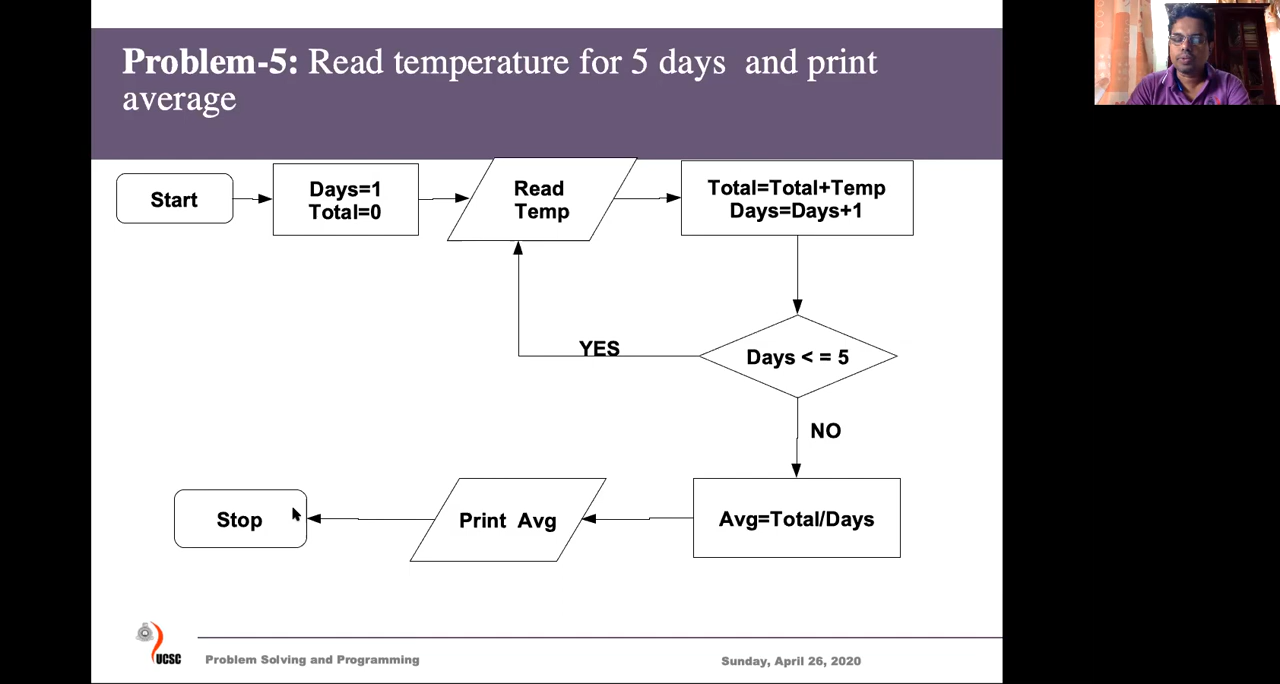 Problem-5: Read temperature for 5 days and print
average
Start
Days=1
Total=0
Read
Temp
Total=Total+Temp
Days=Days+1
YES
Days < = 5
NO
Stop
Print Avg
Avg=Total/Days
UCSC
Problem Solving and Programming
Sunday, April 26, 2020